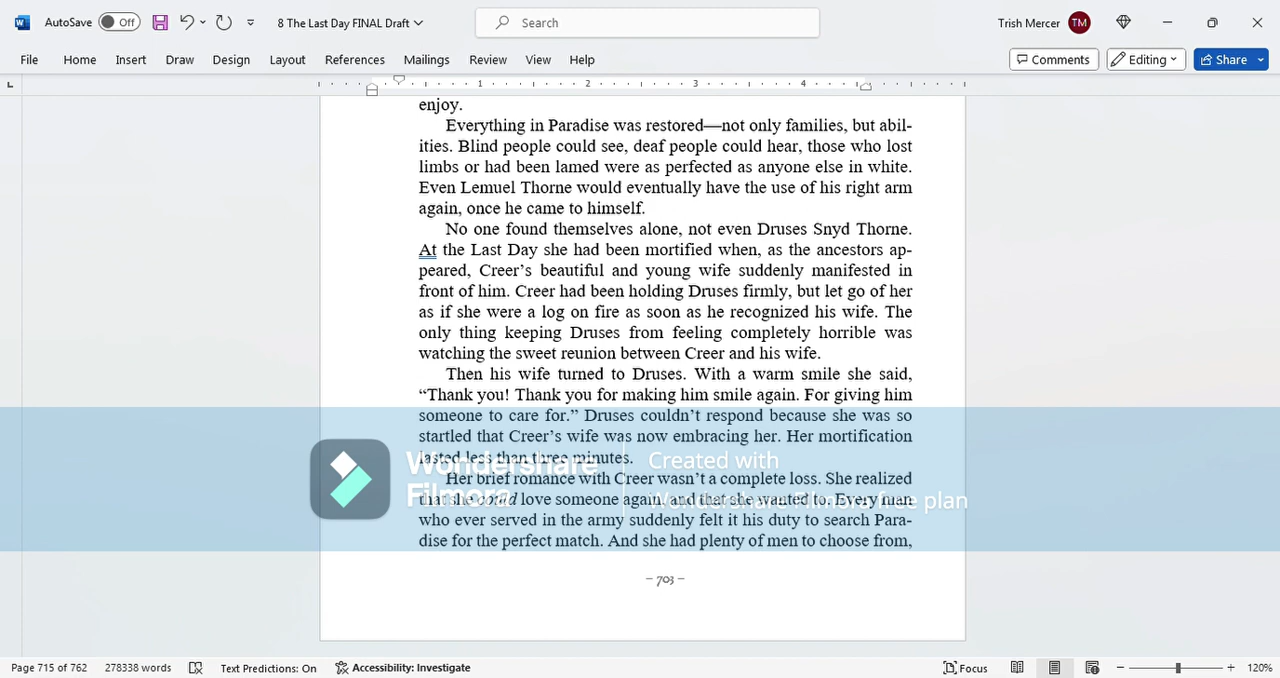 AutoSave Off 8 The Last Day FINAL Draft Search Trish Mercer TM
File Home Insert Draw Design Layout References Mailings Review View Help Comments Editing Share
1 2 3 4
enjoy.
Everything in Paradise was restored—not only families, but abil-
ities. Blind people could see, deaf people could hear, those who lost
limbs or had been lamed were as perfected as anyone else in white.
Even Lemuel Thorne would eventually have the use of his right arm
again, once he came to himself.
No one found themselves alone, not even Druses Snyd Thorne.
At the Last Day she had been mortified when, as the ancestors ap-
peared, Creer's beautiful and young wife suddenly manifested in
front of him. Creer had been holding Druses firmly, but let go of her
as if she were a log on fire as soon as he recognized his wife. The
only thing keeping Druses from feeling completely horrible was
watching the sweet reunion between Creer and his wife.
Then his wife turned to Druses. With a warm smile she said,
“Thank you! Thank you for making him smile again. For giving him
someone to care for.” Druses couldn't respond because she was so
startled that Creer's wife was now embracing her. Her mortification
lasted less than three minutes.
Wondershare Filmora
Created with
Wondershare Filmora free plan
Her brief romance with Creer wasn't a complete loss. She realized
that she could love someone again, and that she wanted to. Every man
who ever served in the army suddenly felt it his duty to search Para-
dise for the perfect match. And she had plenty of men to choose from,
– 703 –
Page 715 of 762 278338 words Text Predictions: On Accessibility: Investigate Focus 120%